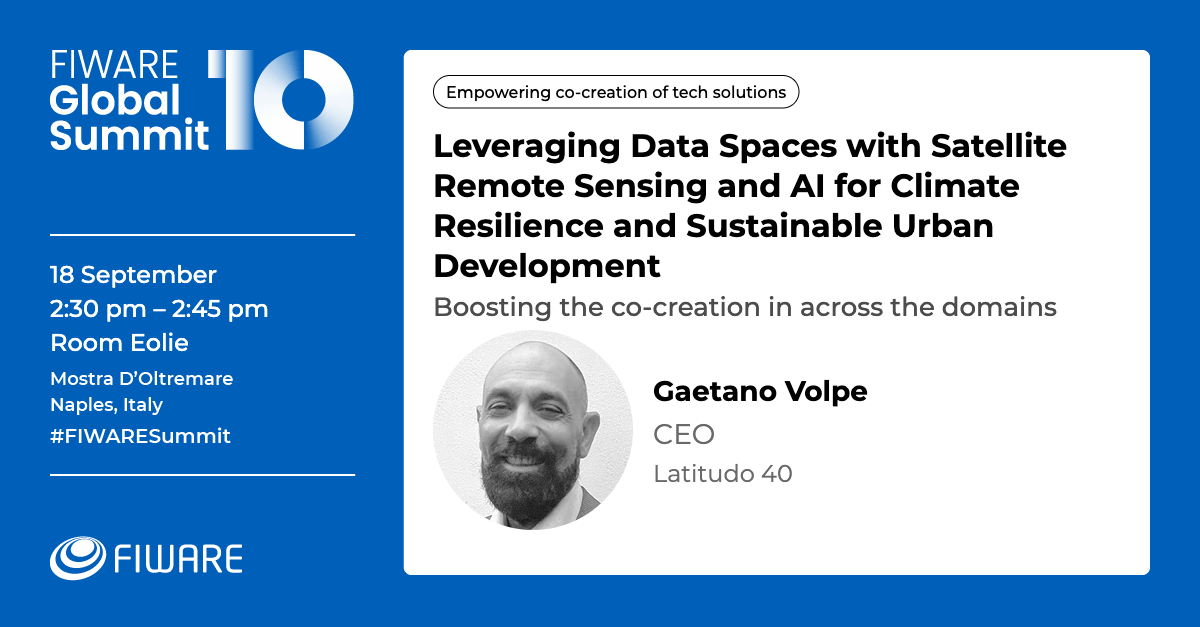 FIWARE
Global
Summit
10
18 September
2:30 pm – 2:45 pm
Room Eolie
Mostra D’Oltremare
Naples, Italy
#FIWARESummit
FIWARE
Empowering co-creation of tech solutions
Leveraging Data Spaces with Satellite
Remote Sensing and AI for Climate
Resilience and Sustainable Urban
Development
Boosting the co-creation in across the domains
Gaetano Volpe
CEO
Latitudo 40